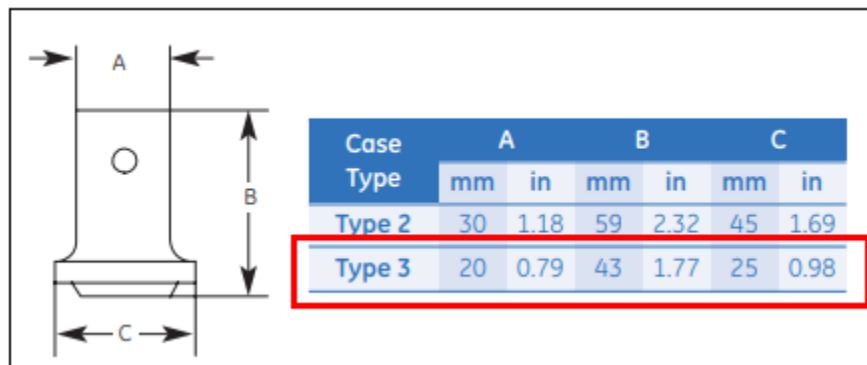 A
B
C
Case Type A B C
mm in mm in mm in
Type 2 30 1.18 59 2.32 45 1.69
Type 3 20 0.79 43 1.77 25 0.98